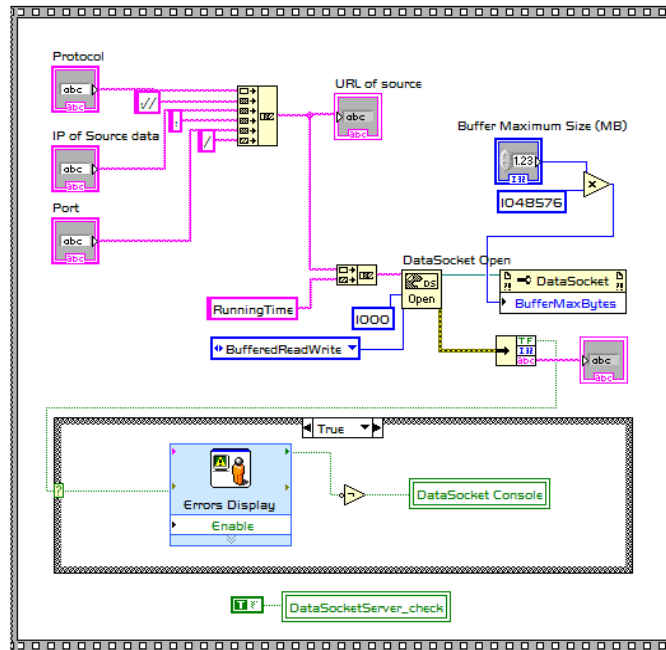 Protocol
abc
abc
//
URL of source
abc
abc
:
IP of Source data
abc
abc
/
Buffer Maximum Size (MB)
1.23
I32
1048576
x
Port
abc
abc
DataSocket Open
DS
Open
DataSocket
BufferMaxBytes
RunningTime
1000
BufferedReadWrite
TF
I32
abc
abc
abc
True
?
Errors Display
Enable
DataSocket Console
T F
DataSocketServer_check